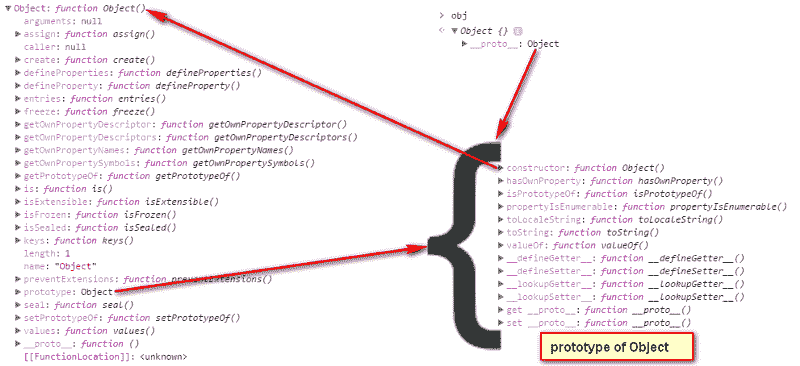 Object: function Object()
arguments: null
assign: function assign()
caller: null
create: function create()
defineProperties: function defineProperties()
defineProperty: function defineProperty()
entries: function entries()
freeze: function freeze()
getOwnPropertyDescriptor: function getOwnPropertyDescriptor()
getOwnPropertyDescriptors: function getOwnPropertyDescriptors()
getOwnPropertyNames: function getOwnPropertyNames()
getOwnPropertySymbols: function getOwnPropertySymbols()
getPrototypeOf: function getPrototypeOf()
is: function is()
isExtensible: function isExtensible()
isFrozen: function isFrozen()
isSealed: function isSealed()
keys: function keys()
length: 1
name: "Object"
preventExtensions: function preventExtensions()
prototype: Object
seal: function seal()
setPrototypeOf: function setPrototypeOf()
values: function values()
__proto__: function ()
[[FunctionLocation]]: <unknown>
> obj
Object {}
__proto__: Object
{
constructor: function Object()
hasOwnProperty: function hasOwnProperty()
isPrototypeOf: function isPrototypeOf()
propertyIsEnumerable: function propertyIsEnumerable()
toLocaleString: function toLocaleString()
toString: function toString()
valueOf: function valueOf()
__defineGetter__: function __defineGetter__()
__defineSetter__: function __defineSetter__()
__lookupGetter__: function __lookupGetter__()
__lookupSetter__: function __lookupSetter__()
get __proto__: function __proto__()
set __proto__: function __proto__()
prototype of Object